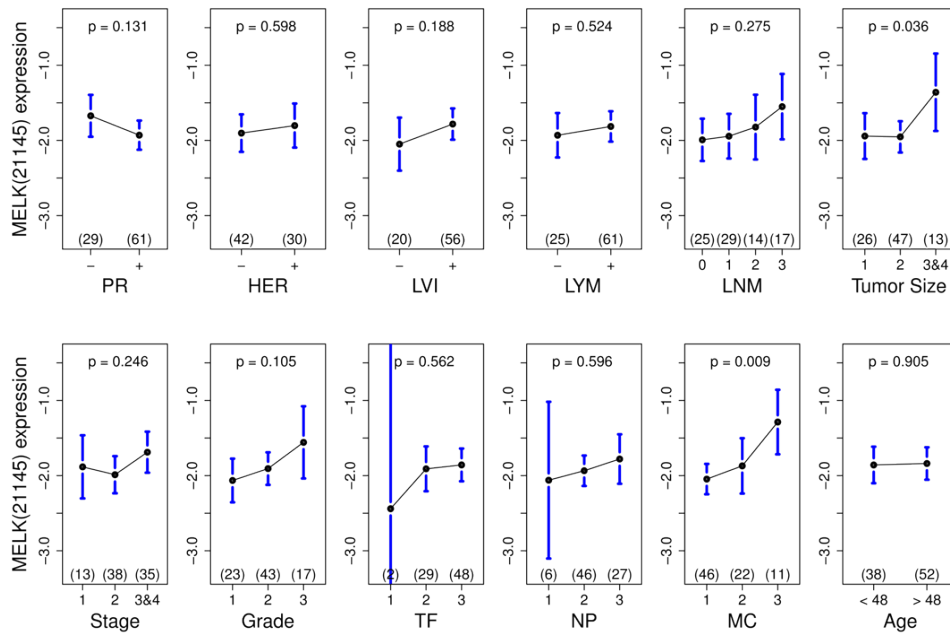 p = 0.131
p = 0.598
p = 0.188
p = 0.524
p = 0.275
p = 0.036
MELK(21145) expression
-1.0 -2.0 -3.0
-1.0 -2.0 -3.0
-1.0 -2.0 -3.0
-1.0 -2.0 -3.0
-1.0 -2.0 -3.0
-1.0 -2.0 -3.0
(29) (61)
(42) (30)
(20) (56)
(25) (61)
(25) (29) (14) (17)
(26) (47) (13)
− +
− +
− +
− +
0 1 2 3
1 2 3&4
PR
HER
LVI
LYM
LNM
Tumor Size
p = 0.246
p = 0.105
p = 0.562
p = 0.596
p = 0.009
p = 0.905
MELK(21145) expression
-1.0 -2.0 -3.0
-1.0 -2.0 -3.0
-1.0 -2.0 -3.0
-1.0 -2.0 -3.0
-1.0 -2.0 -3.0
-1.0 -2.0 -3.0
(13) (38) (35)
(23) (43) (17)
(2) (29) (48)
(6) (46) (27)
(46) (22) (11)
(38) (52)
1 2 3&4
1 2 3
1 2 3
1 2 3
1 2 3
< 48 > 48
Stage
Grade
TF
NP
MC
Age